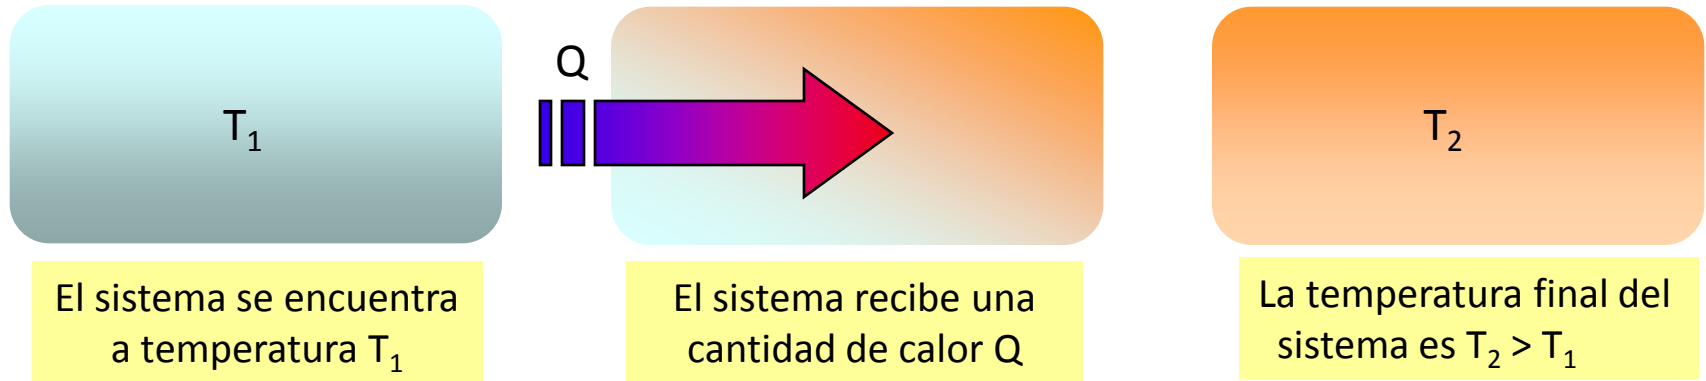 T₁
Q
T₂
El sistema se encuentra
a temperatura T₁
El sistema recibe una
cantidad de calor Q
La temperatura final del
sistema es T₂ > T₁